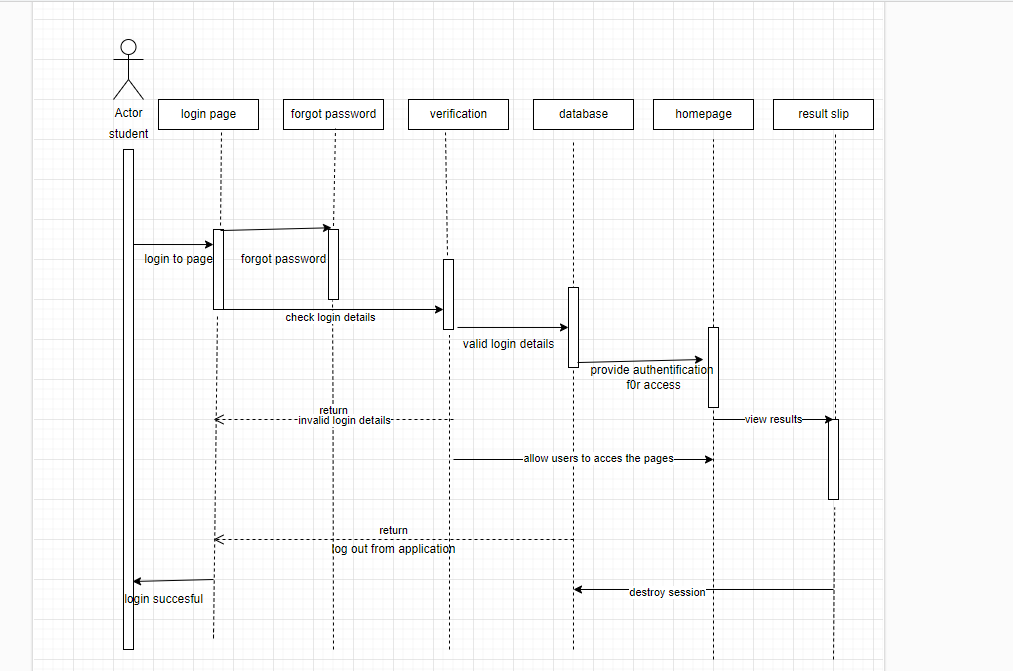 Actor
student
login page
forgot password
verification
database
homepage
result slip
login to page
forgot password
check login details
valid login details
provide authentification
f0r access
return
invalid login details
view results
allow users to acces the pages
return
log out from application
destroy session
login succesful